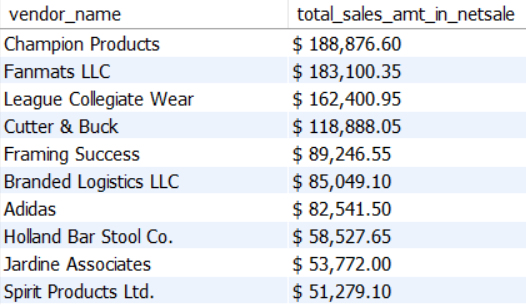 vendor_name total_sales_amt_in_netsale
Champion Products $ 188,876.60
Fanmats LLC $ 183,100.35
League Collegiate Wear $ 162,400.95
Cutter & Buck $ 118,888.05
Framing Success $ 89,246.55
Branded Logistics LLC $ 85,049.10
Adidas $ 82,541.50
Holland Bar Stool Co. $ 58,527.65
Jardine Associates $ 53,772.00
Spirit Products Ltd. $ 51,279.10